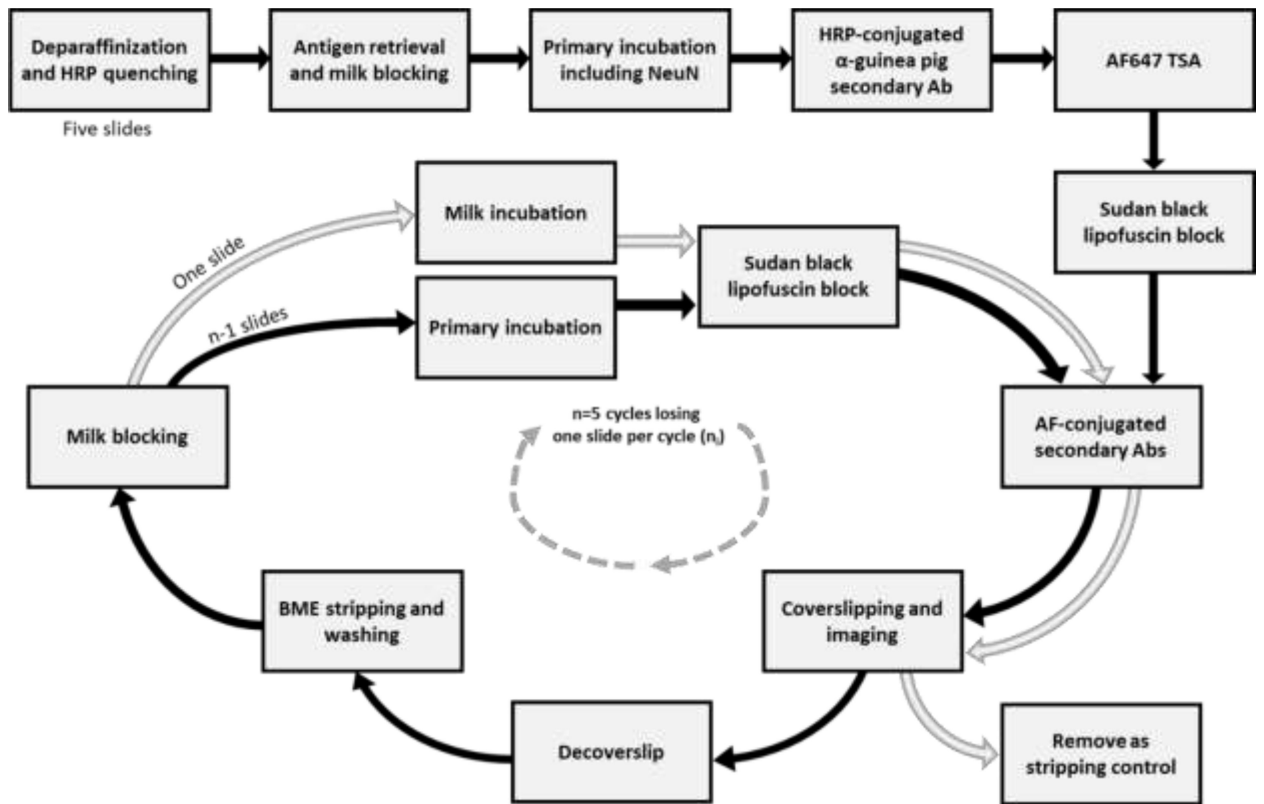 Deparaffinization
and HRP quenching
Antigen retrieval
and milk blocking
Primary incubation
including NeuN
HRP-conjugated
α-guinea pig
secondary Ab
AF647 TSA
Five slides
Sudan black
lipofuscin block
Milk incubation
One slide
Sudan black
lipofuscin block
n-1 slides
Primary incubation
Milk blocking
n=5 cycles losing
one slide per cycle (nᵢ)
AF-conjugated
secondary Abs
BME stripping and
washing
Coverslipping and
imaging
Decoverslip
Remove as
stripping control